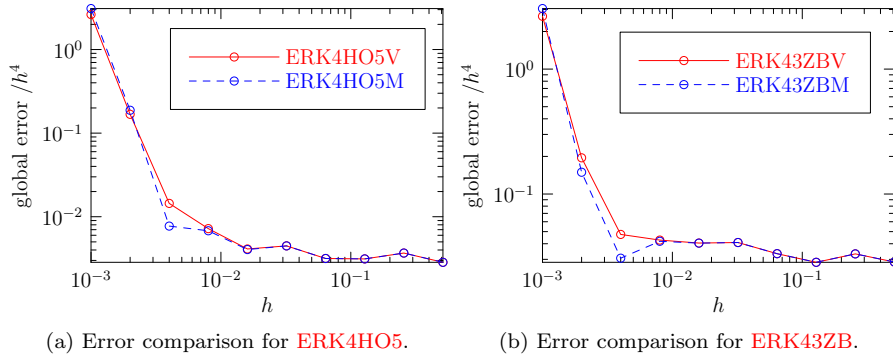 10^0
10^{-1}
10^{-2}
global error /h^4
ERK4HO5V
ERK4HO5M
10^{-3} 10^{-2} 10^{-1}
h
(a) Error comparison for ERK4HO5.
10^0
10^{-1}
global error /h^4
ERK43ZBV
ERK43ZBM
10^{-3} 10^{-2} 10^{-1}
h
(b) Error comparison for ERK43ZB.